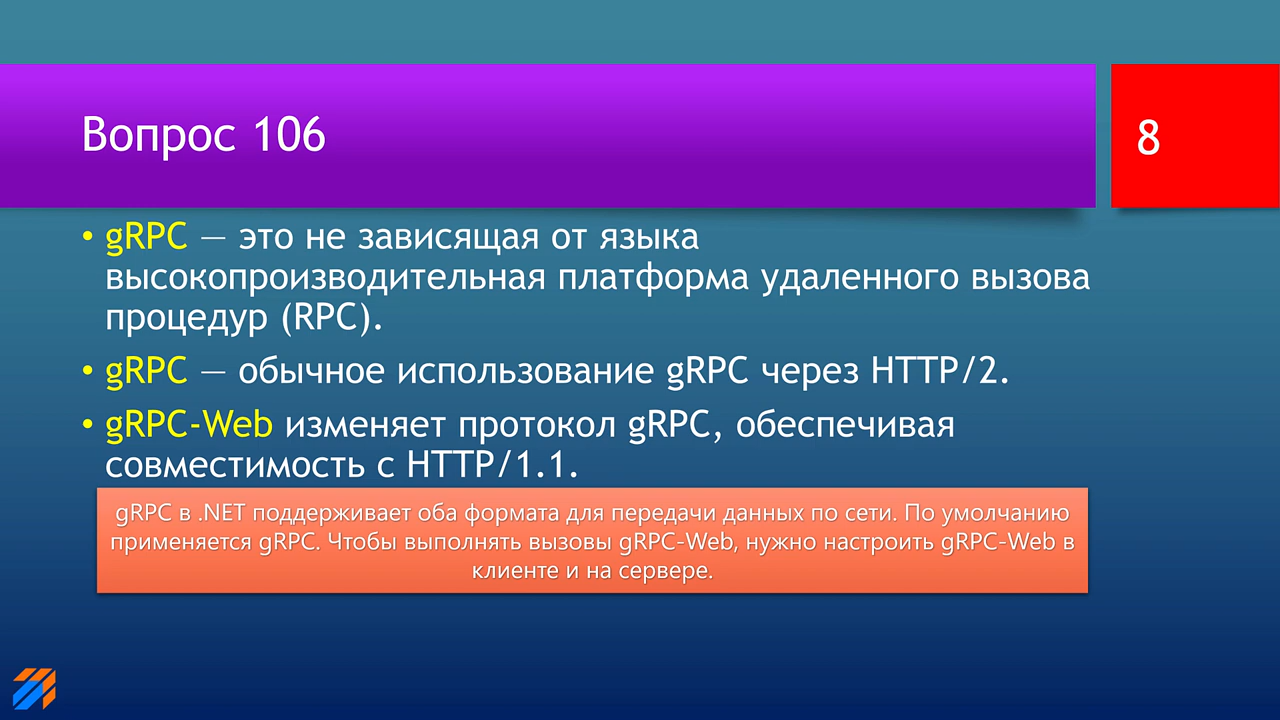 Вопрос 106
8
• gRPC — это не зависящая от языка
высокопроизводительная платформа удаленного вызова
процедур (RPC).
• gRPC — обычное использование gRPC через HTTP/2.
• gRPC-Web изменяет протокол gRPC, обеспечивая
совместимость с HTTP/1.1.
gRPC в .NET поддерживает оба формата для передачи данных по сети. По умолчанию
применяется gRPC. Чтобы выполнять вызовы gRPC-Web, нужно настроить gRPC-Web в
клиенте и на сервере.